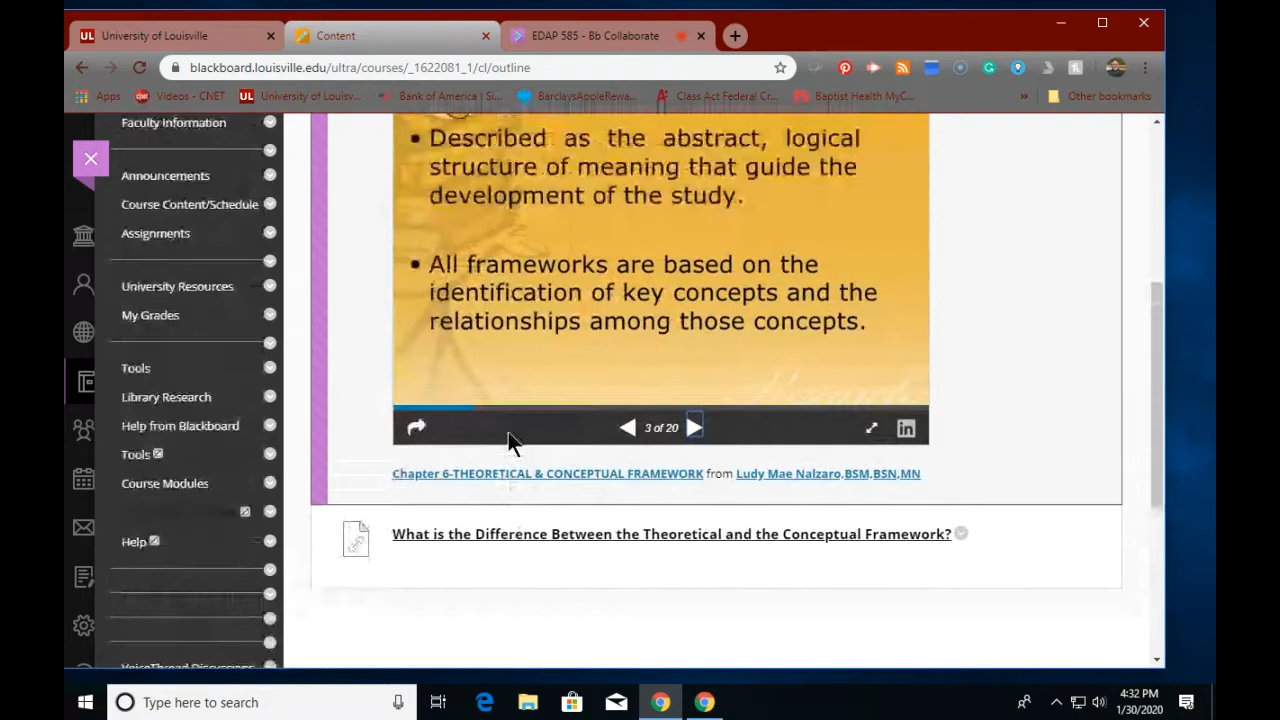 University of Louisville
Content
EDAP 585 - Bb Collaborate
blackboard.louisville.edu/ultra/courses/_1622081_1/cl/outline
Apps
Videos - CNET
University of Louisv...
Bank of America | Si...
BarclaysAppleRewa...
Class Act Federal Cr...
Baptist Health MyC...
»
Other bookmarks
Faculty Information
Announcements
Course Content/Schedule
Assignments
University Resources
My Grades
Tools
Library Research
Help from Blackboard
Tools
Course Modules
Help
VoiceThread Discussions
• Described as the abstract, logical
structure of meaning that guide the
development of the study.
• All frameworks are based on the
identification of key concepts and the
relationships among those concepts.
3 of 20
in
Chapter 6-THEORETICAL & CONCEPTUAL FRAMEWORK from Ludy Mae Nalzaro,BSM,BSN,MN
What is the Difference Between the Theoretical and the Conceptual Framework?
Type here to search
4:32 PM
1/30/2020